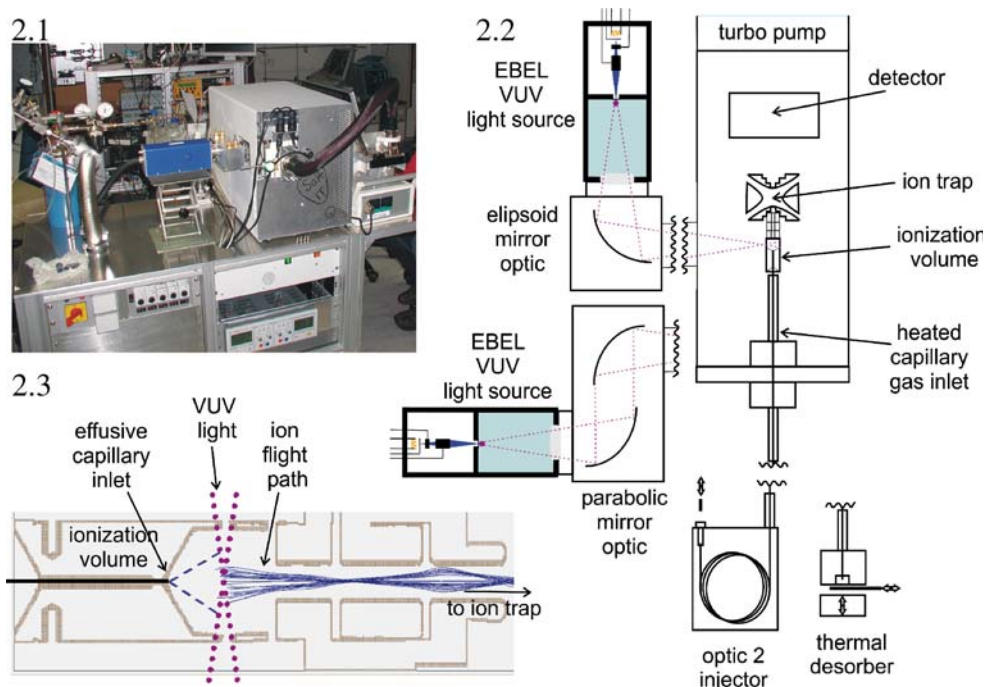 2.1
2.2
turbo pump
EBEL
VUV
light source
detector
ion trap
elipsoid
mirror
optic
ionization
volume
EBEL
VUV
light source
heated
capillary
gas inlet
2.3
VUV
light
effusive
capillary
inlet
ion
flight
path
ionization
volume
to ion trap
parabolic
mirror
optic
optic 2
injector
thermal
desorber